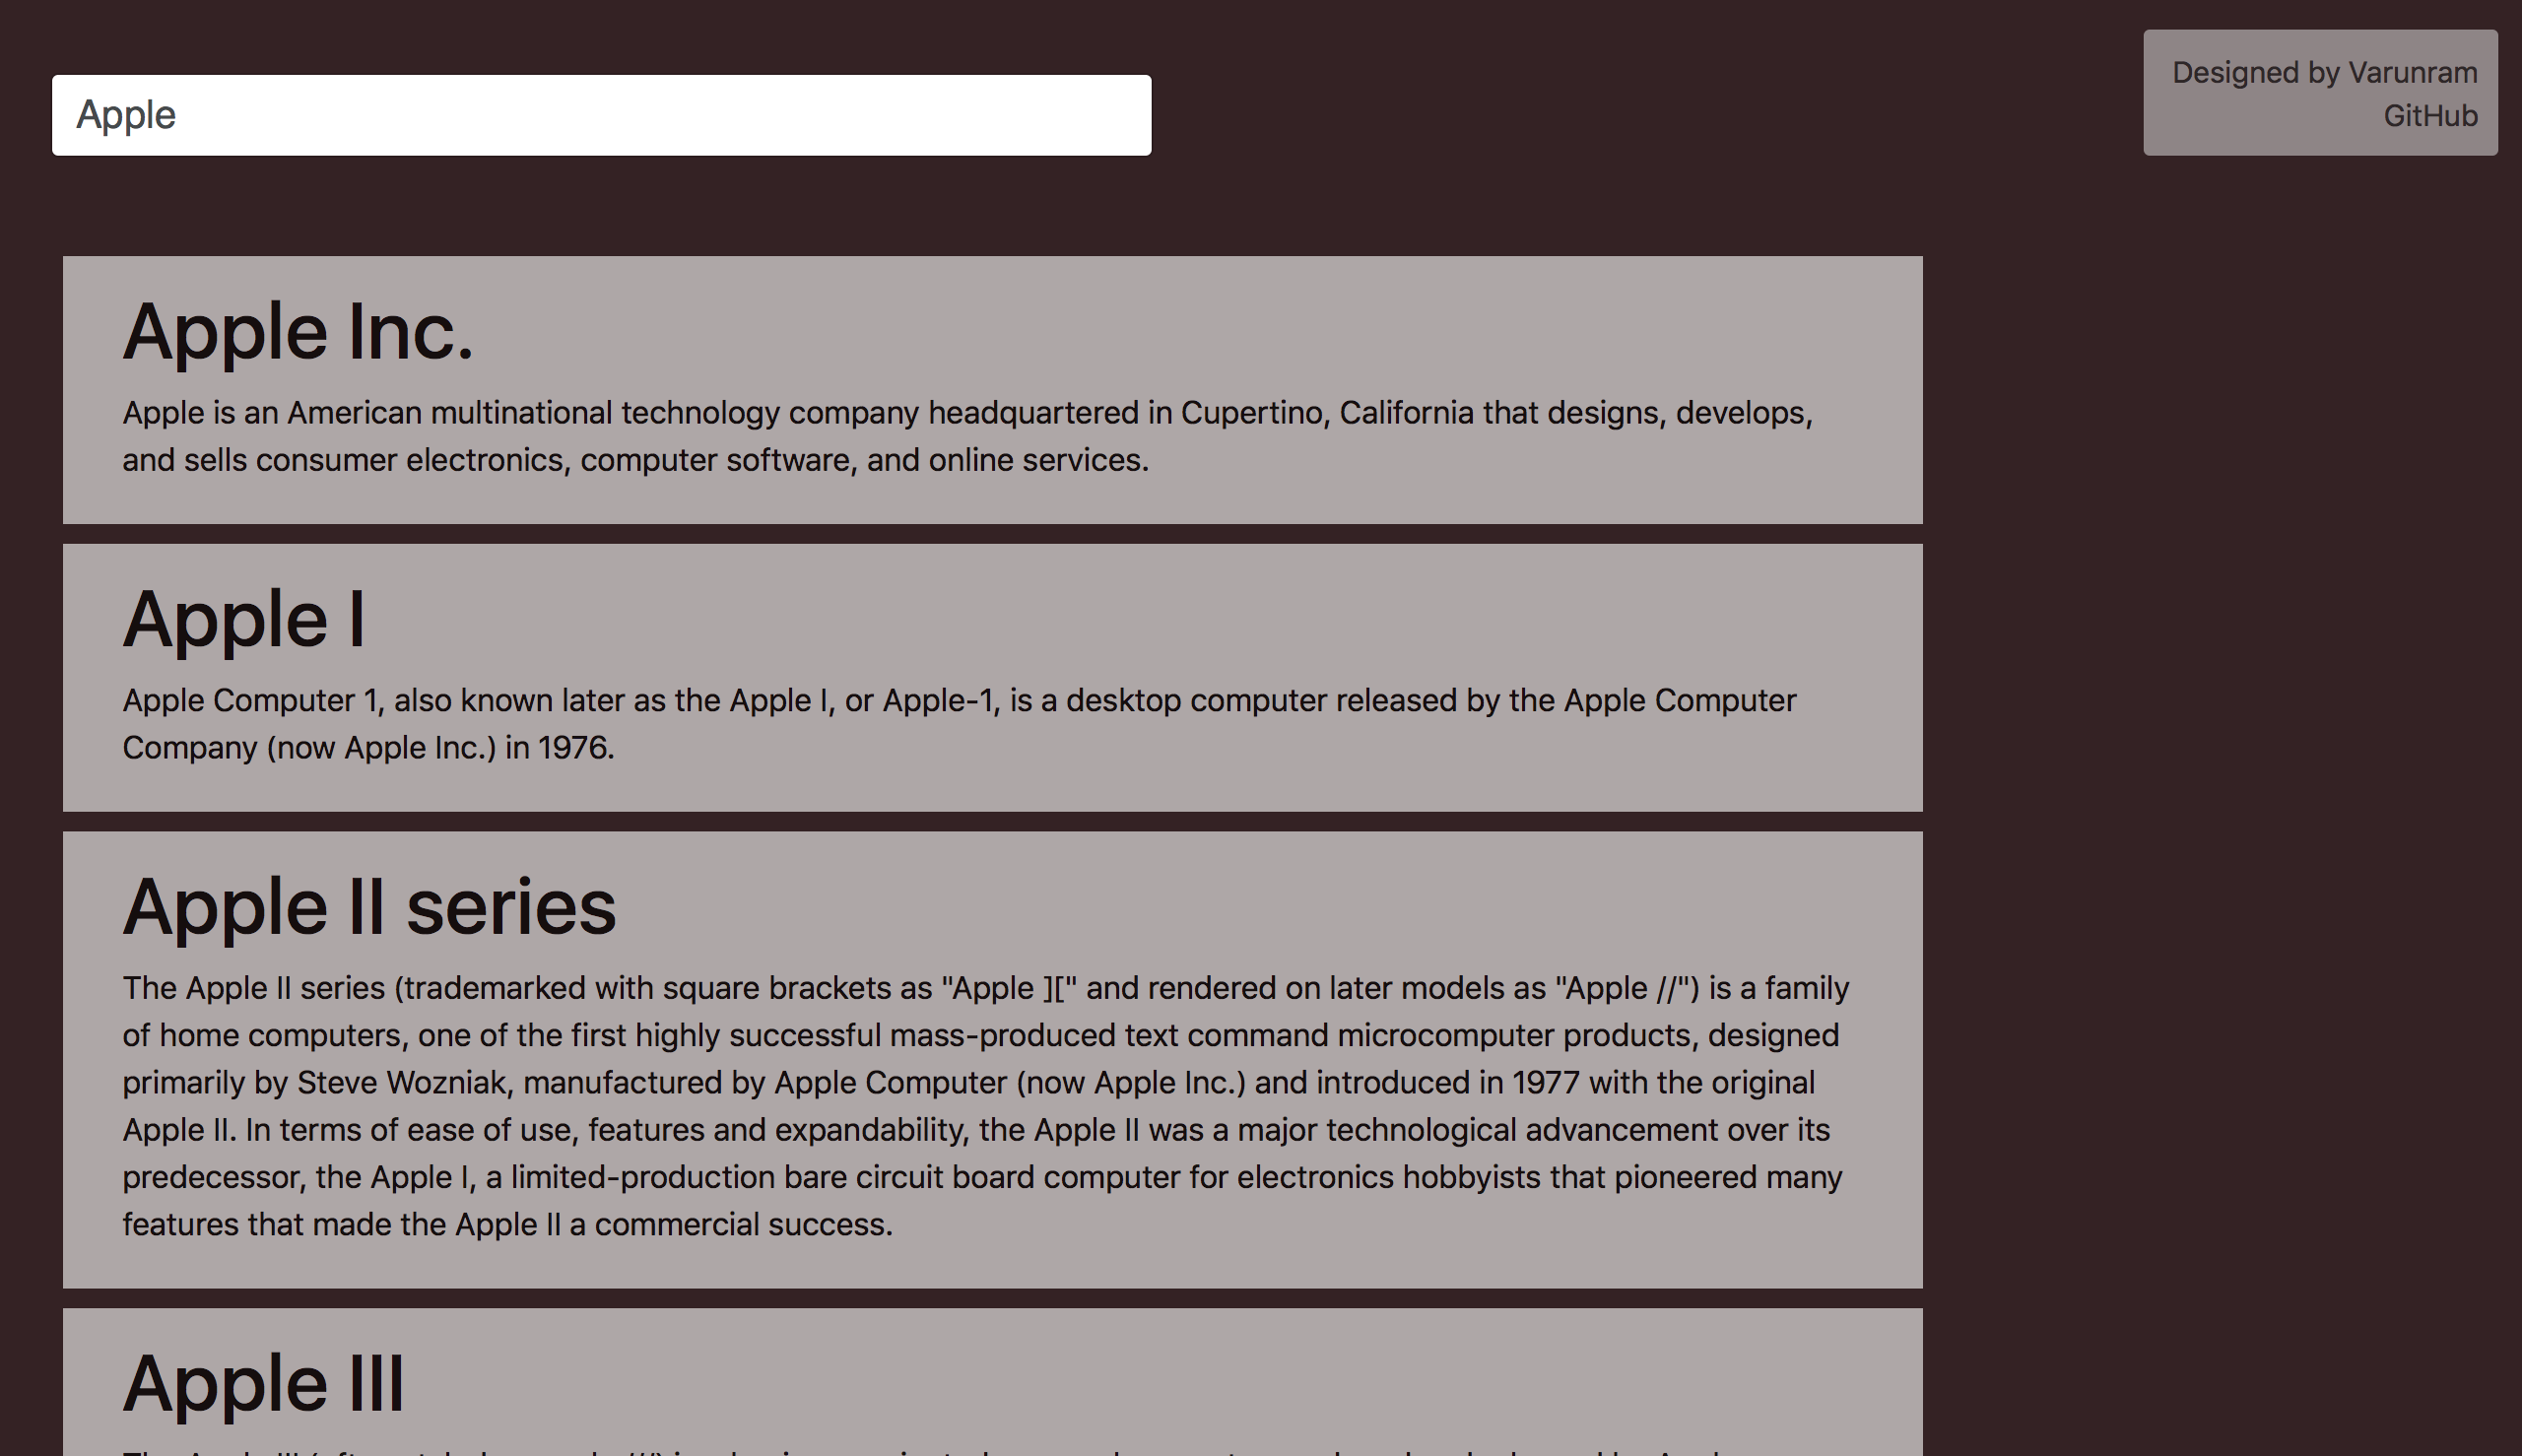 Apple
Designed by Varunram
GitHub
Apple Inc.
Apple is an American multinational technology company headquartered in Cupertino, California that designs, develops,
and sells consumer electronics, computer software, and online services.
Apple I
Apple Computer 1, also known later as the Apple I, or Apple-1, is a desktop computer released by the Apple Computer
Company (now Apple Inc.) in 1976.
Apple II series
The Apple II series (trademarked with square brackets as "Apple ][" and rendered on later models as "Apple //") is a family
of home computers, one of the first highly successful mass-produced text command microcomputer products, designed
primarily by Steve Wozniak, manufactured by Apple Computer (now Apple Inc.) and introduced in 1977 with the original
Apple II. In terms of ease of use, features and expandability, the Apple II was a major technological advancement over its
predecessor, the Apple I, a limited-production bare circuit board computer for electronics hobbyists that pioneered many
features that made the Apple II a commercial success.
Apple III